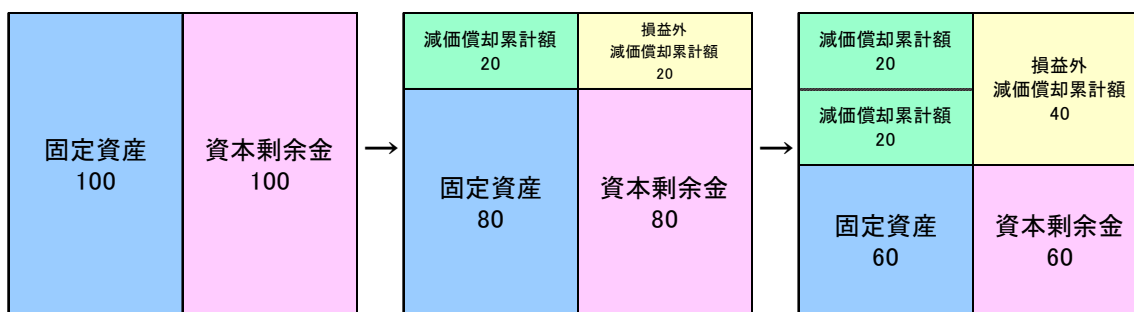 固定資産
100
資本剰余金
100
→
減価償却累計額
20
損益外
減価償却累計額
20
固定資産
80
資本剰余金
80
→
減価償却累計額
20
減価償却累計額
20
損益外
減価償却累計額
40
固定資産
60
資本剰余金
60